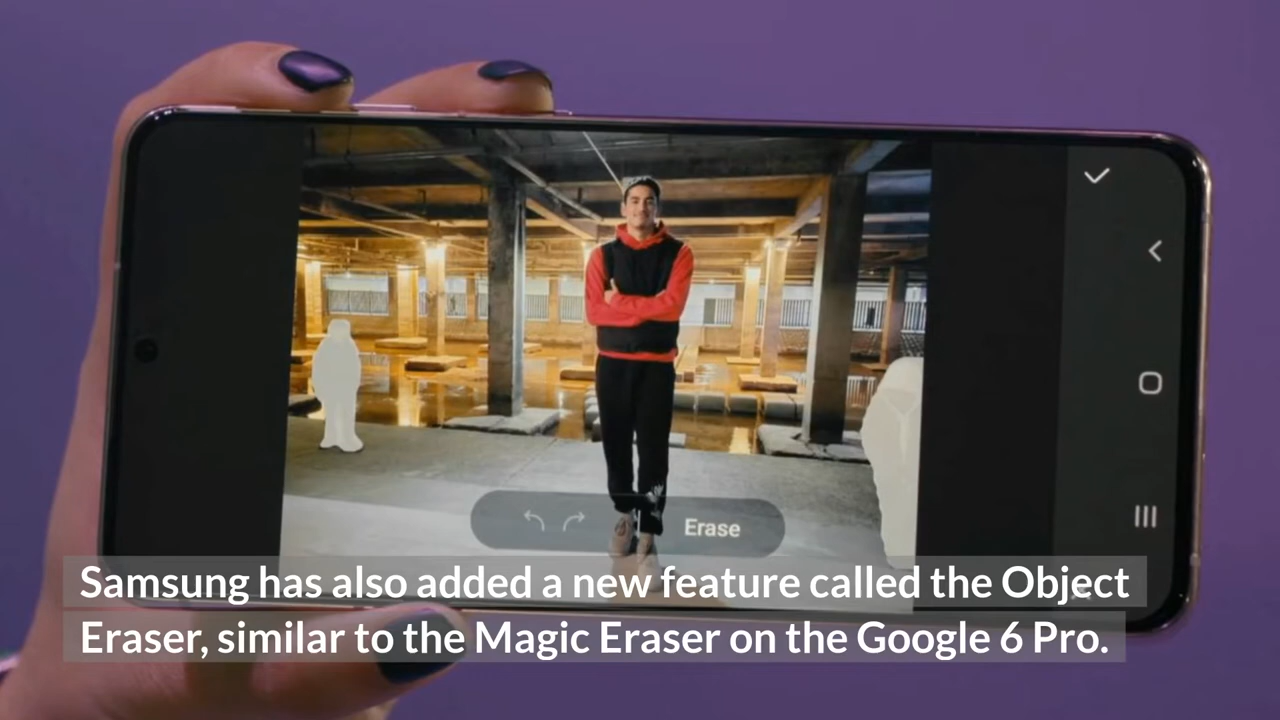 Erase
Samsung has also added a new feature called the Object
Eraser, similar to the Magic Eraser on the Google 6 Pro.